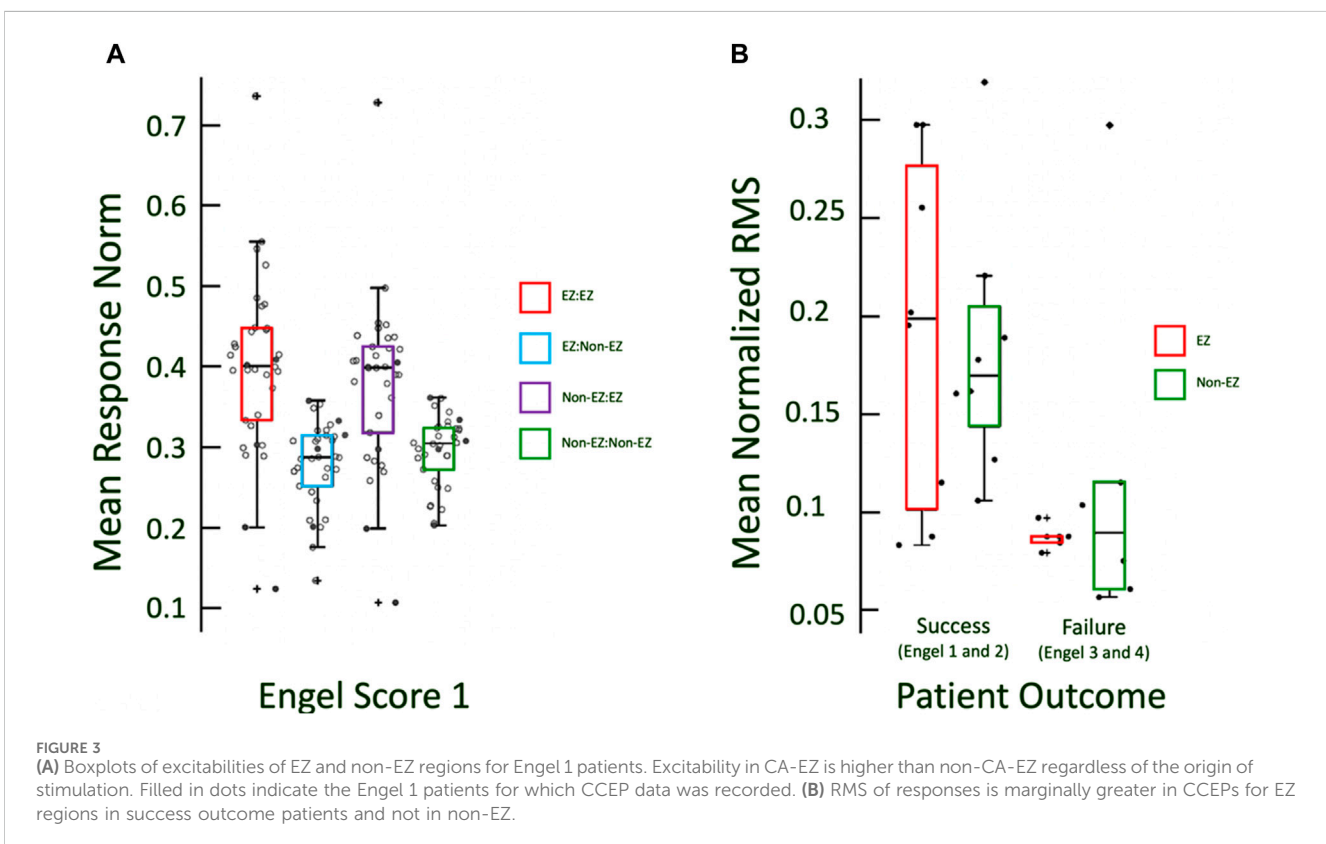 A
Mean Response Norm
0.7
0.6
0.5
0.4
0.3
0.2
0.1
EZ:EZ
EZ:Non-EZ
Non-EZ:EZ
Non-EZ:Non-EZ
Engel Score 1
B
Mean Normalized RMS
0.3
0.25
0.2
0.15
0.1
0.05
EZ
Non-EZ
Success
(Engel 1 and 2)
Failure
(Engel 3 and 4)
Patient Outcome
FIGURE 3
(A) Boxplots of excitabilities of EZ and non-EZ regions for Engel 1 patients. Excitability in CA-EZ is higher than non-CA-EZ regardless of the origin of
stimulation. Filled in dots indicate the Engel 1 patients for which CCEP data was recorded. (B) RMS of responses is marginally greater in CCEPs for EZ
regions in success outcome patients and not in non-EZ.